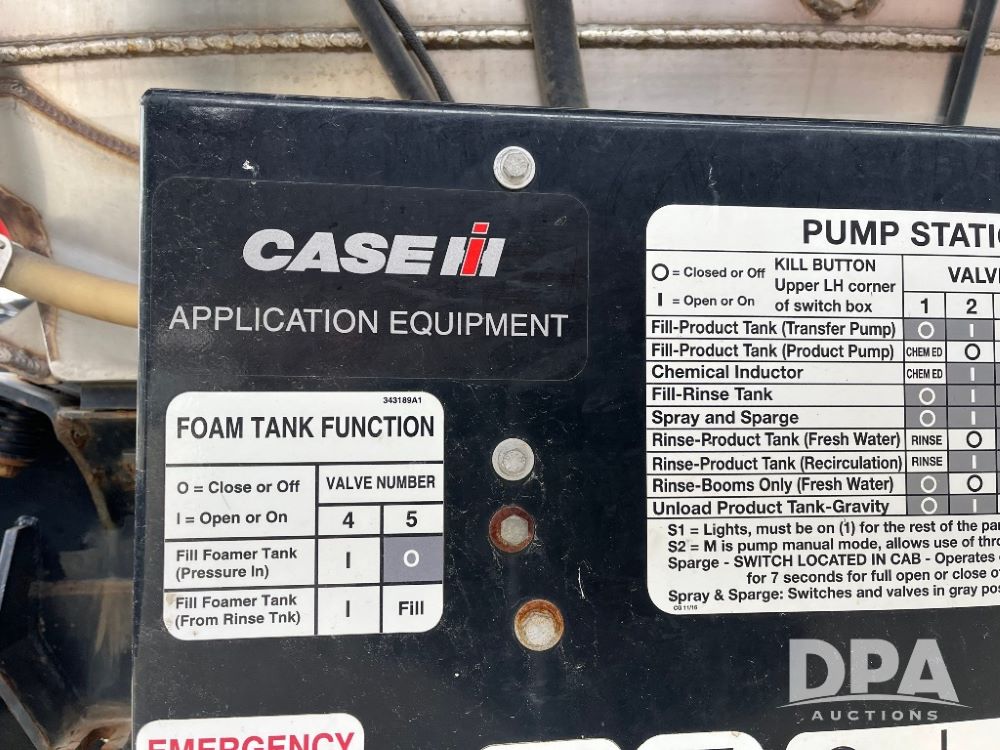 CASE IH
APPLICATION EQUIPMENT
343189A1
FOAM TANK FUNCTION
O = Close or Off
I = Open or On
VALVE NUMBER
4 5
Fill Foamer Tank
(Pressure In) I O
Fill Foamer Tank
(From Rinse Tnk) I Fill
EMERGENCY
PUMP
O = Closed or Off
I = Open or On
KILL BUTTON
Upper LH corner
of switch box
1 2
Fill-Product Tank (Transfer Pump) O I
Fill-Product Tank (Product Pump) CHEM ED O
Chemical Inductor CHEM ED I
Fill-Rinse Tank O I
Spray and Sparge O I
Rinse-Product Tank (Fresh Water) RINSE O
Rinse-Product Tank (Recirculation) RINSE I
Rinse-Booms Only (Fresh Water) O O
Unload Product Tank-Gravity O I
S1 = Lights, must be on (1) for the rest of the
S2 = M is pump manual mode, allows use of
Sparge - SWITCH LOCATED IN CAB - Operates
for 7 seconds for full open or close
Spray & Sparge: Switches and valves in gray
CG 11/16
DPA
AUCTIONS